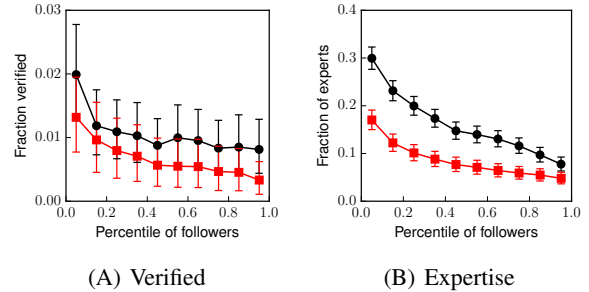 0.03
0.02
0.01
0.00
0.0 0.2 0.4 0.6 0.8 1.0
Fraction verified
Percentile of followers
(A) Verified
0.4
0.3
0.2
0.1
0.0
0.0 0.2 0.4 0.6 0.8 1.0
Fraction of experts
Percentile of followers
(B) Expertise